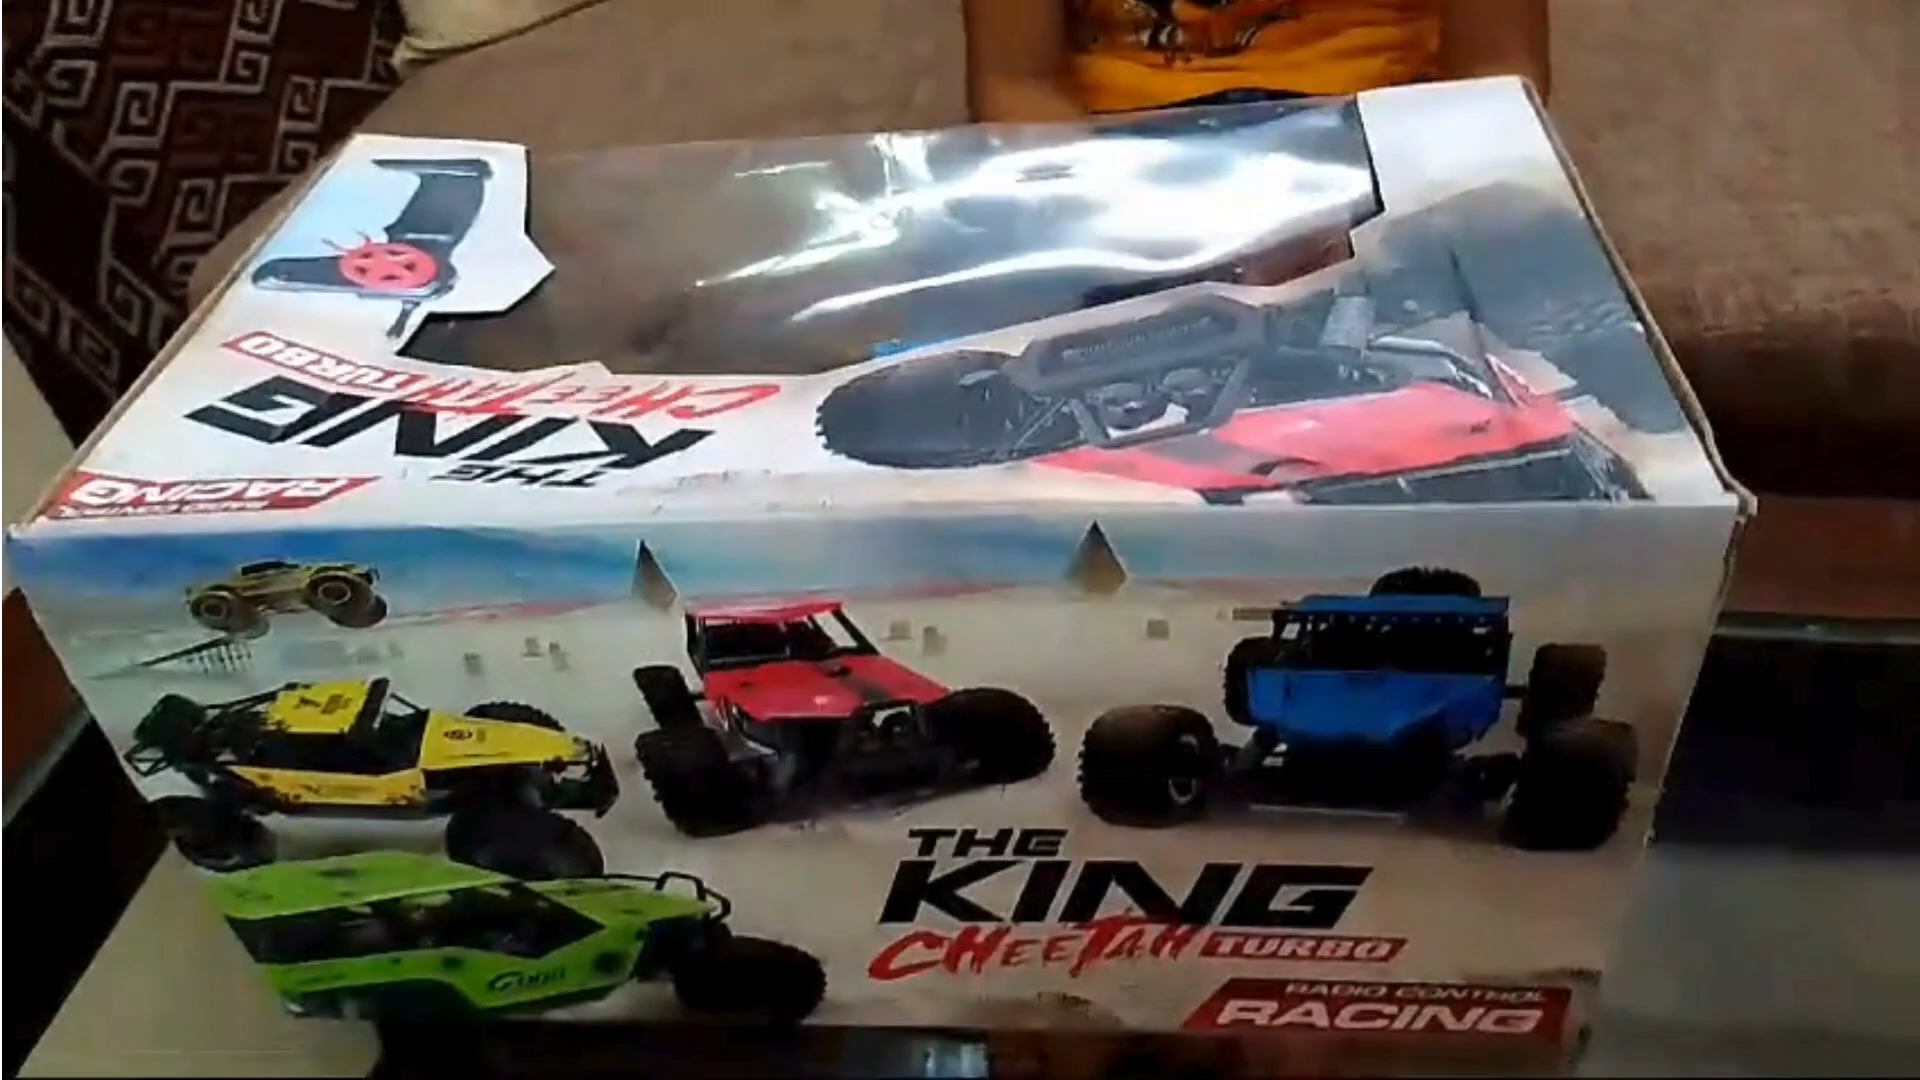 THE
KING
CHEETAH TURBO
RADIO CONTROL
RACING
THE
KING
CHEETAH TURBO
RADIO CONTROL
RACING